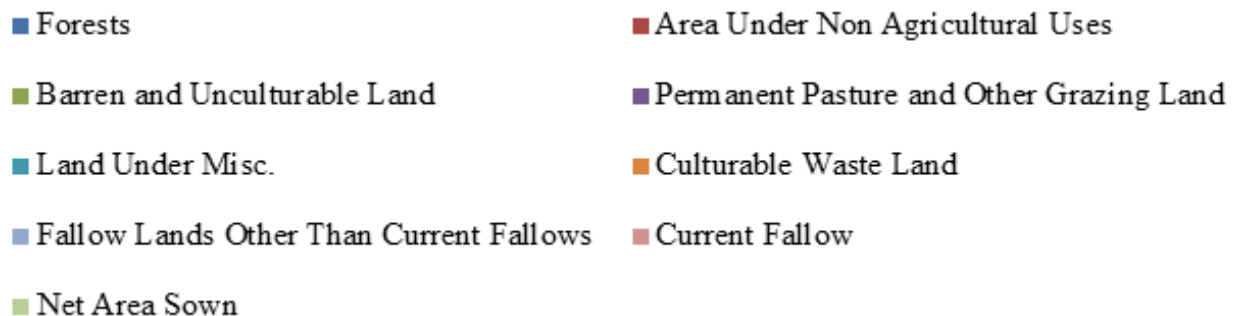 Forests
Area Under Non Agricultural Uses
Barren and Unculturable Land
Permanent Pasture and Other Grazing Land
Land Under Misc.
Culturable Waste Land
Fallow Lands Other Than Current Fallows
Current Fallow
Net Area Sown